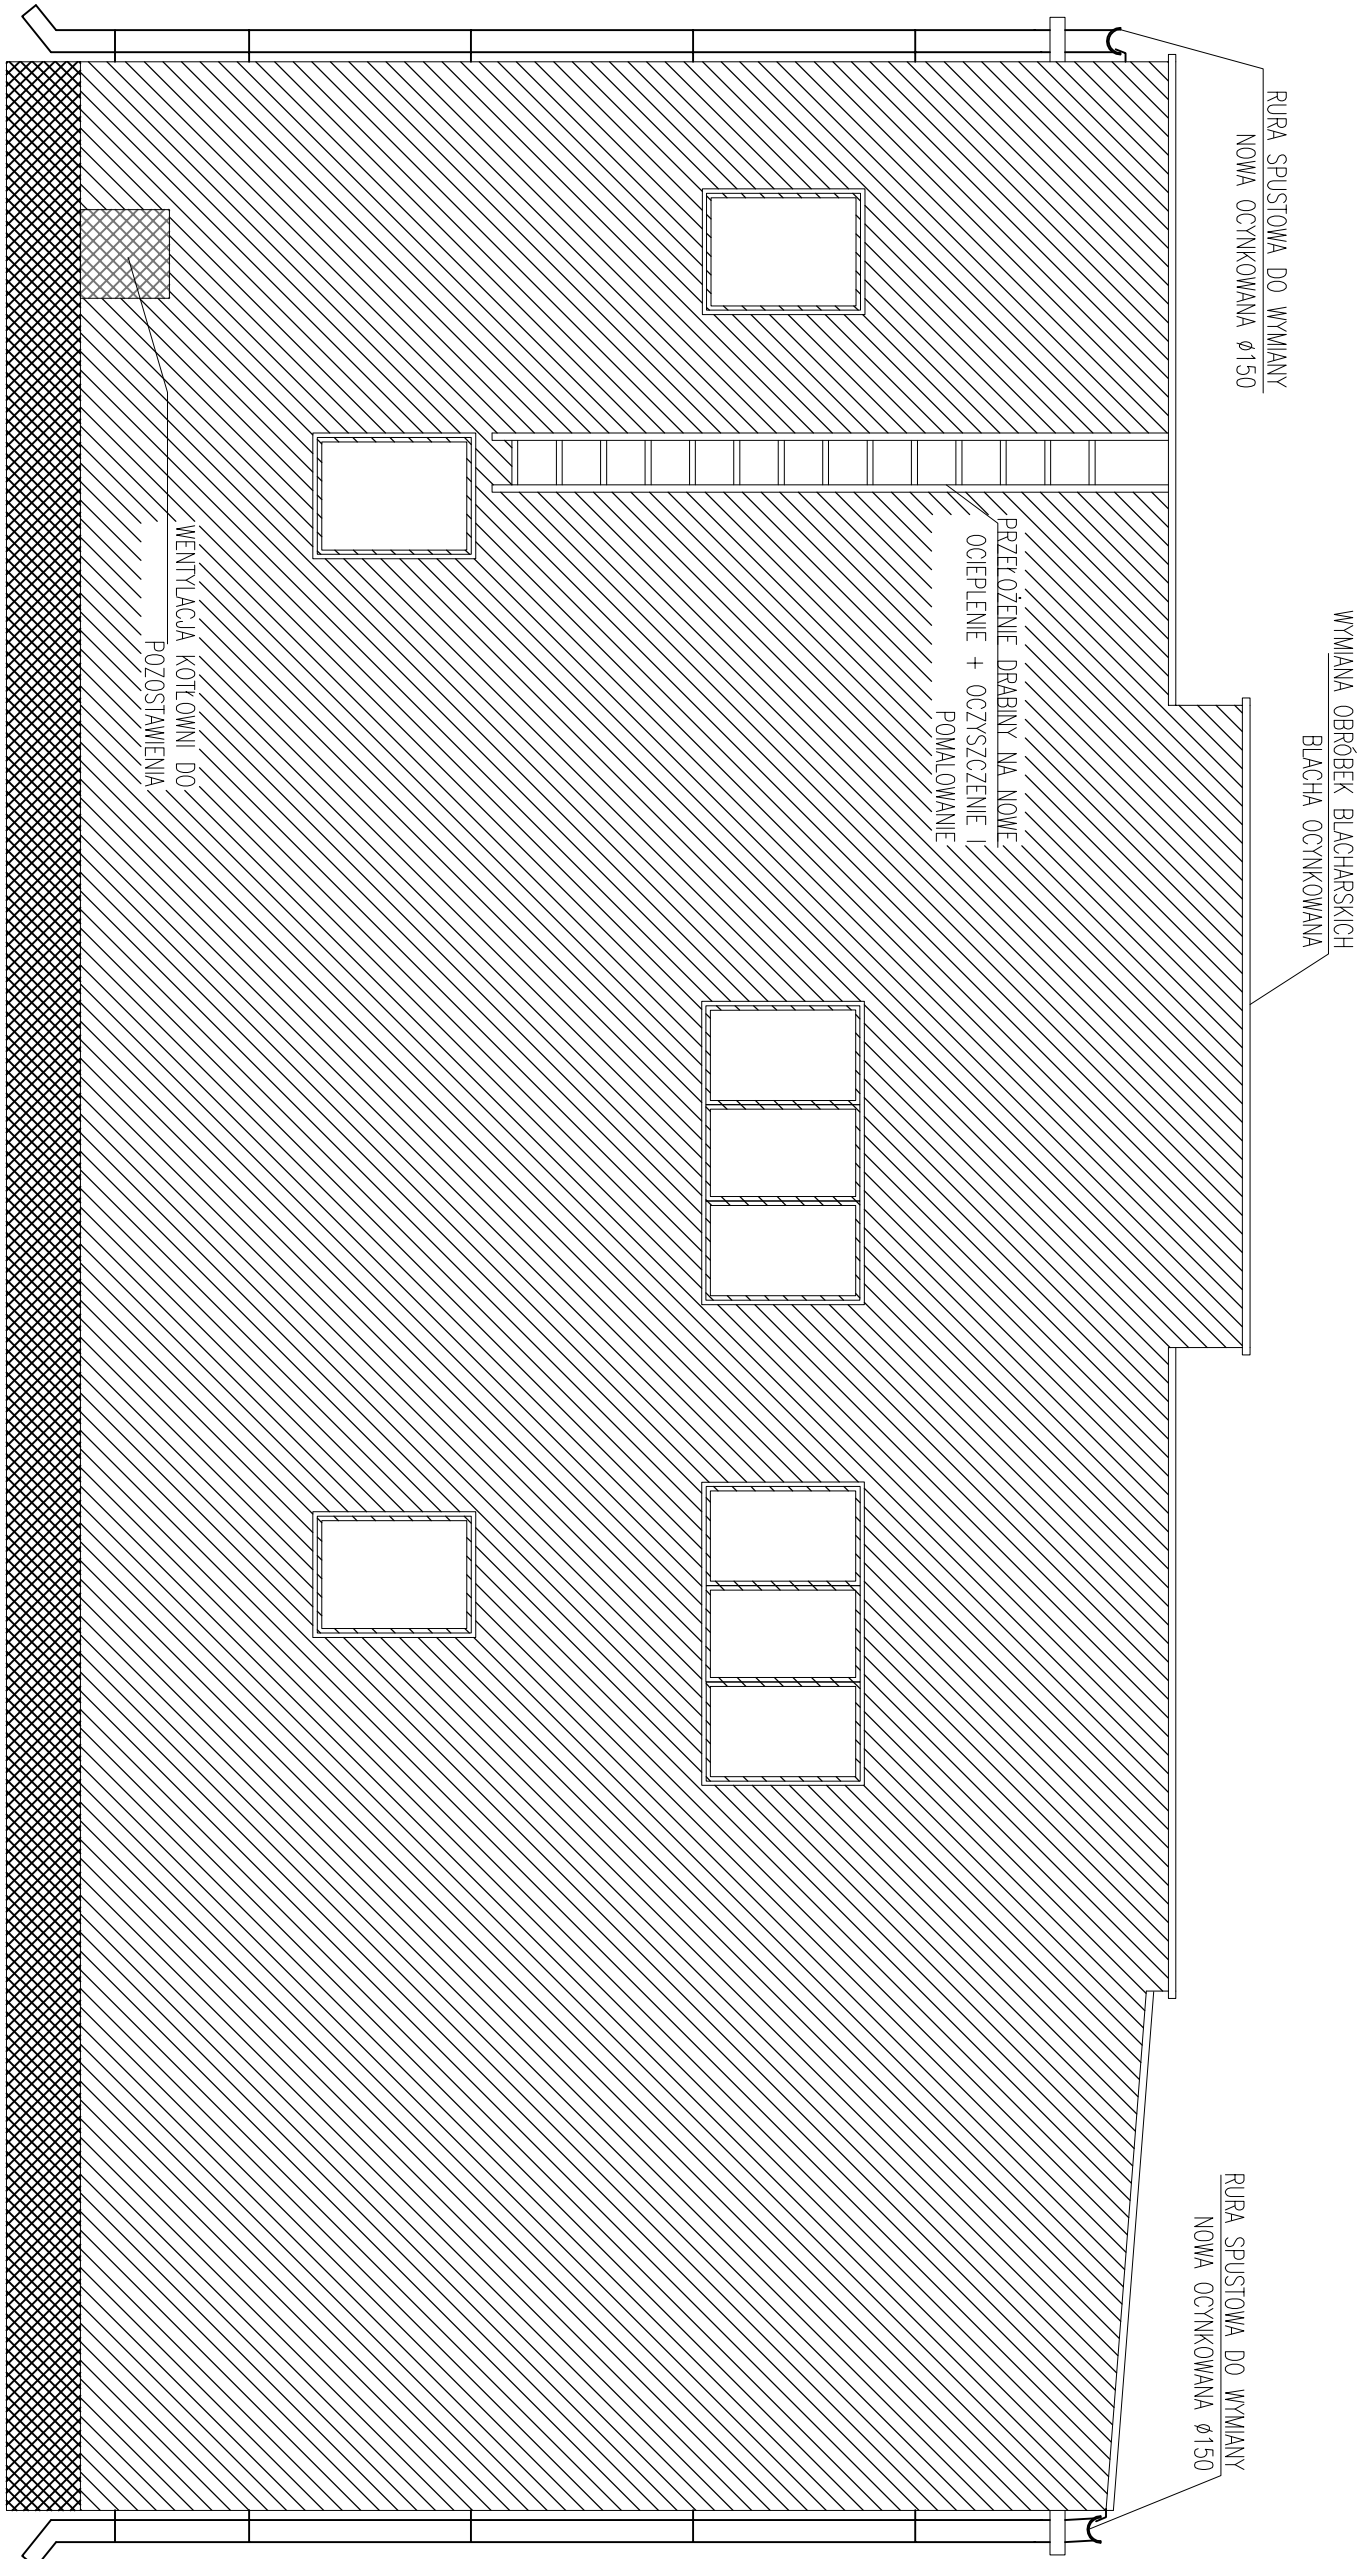 RURA SPUSTOWA DO WYMIANY
NOWA OCYNKOWANA ø150
WYMIANA OBRÓBEK BLACHARSKICH
BLACHA OCYNKOWANA
RURA SPUSTOWA DO WYMIANY
NOWA OCYNKOWANA ø150
PRZEŁOŻENIE DRABINY NA NOWE
OCIEPLENIE + OCZYSZCZENIE I
POMALOWANIE
WENTYLACJA KOTŁOWNI DO
POZOSTAWIENIA